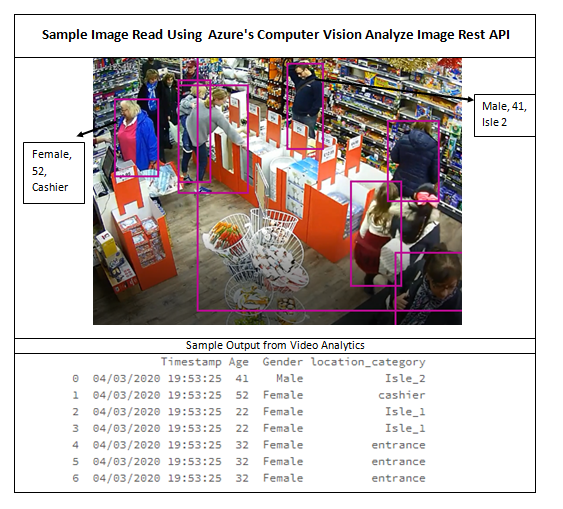 Sample Image Read Using Azure's Computer Vision Analyze Image Rest API
Male, 41,
Isle 2
Female,
52,
Cashier
Sample Output from Video Analytics
Timestamp Age Gender location_category
0 04/03/2020 19:53:25 41 Male Isle_2
1 04/03/2020 19:53:25 52 Female cashier
2 04/03/2020 19:53:25 22 Female Isle_1
3 04/03/2020 19:53:25 22 Female Isle_1
4 04/03/2020 19:53:25 32 Female entrance
5 04/03/2020 19:53:25 32 Female entrance
6 04/03/2020 19:53:25 32 Female entrance